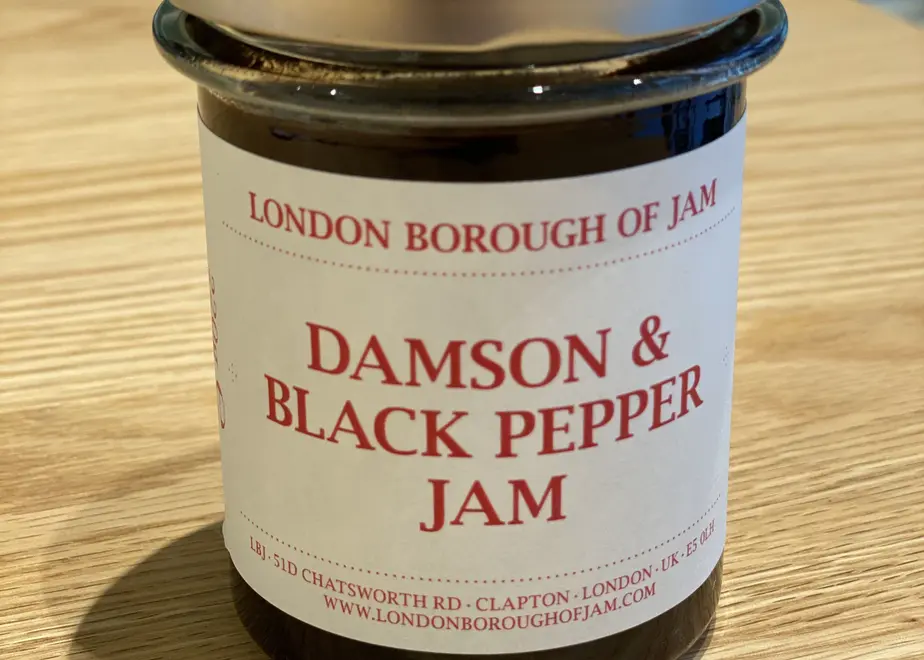 LONDON BOROUGH OF JAM
DAMSON &
BLACK PEPPER
JAM
LBJ · 51D CHATSWORTH RD · CLAPTON · LONDON · UK · E5 0LH
WWW.LONDONBOROUGHOFJAM.COM